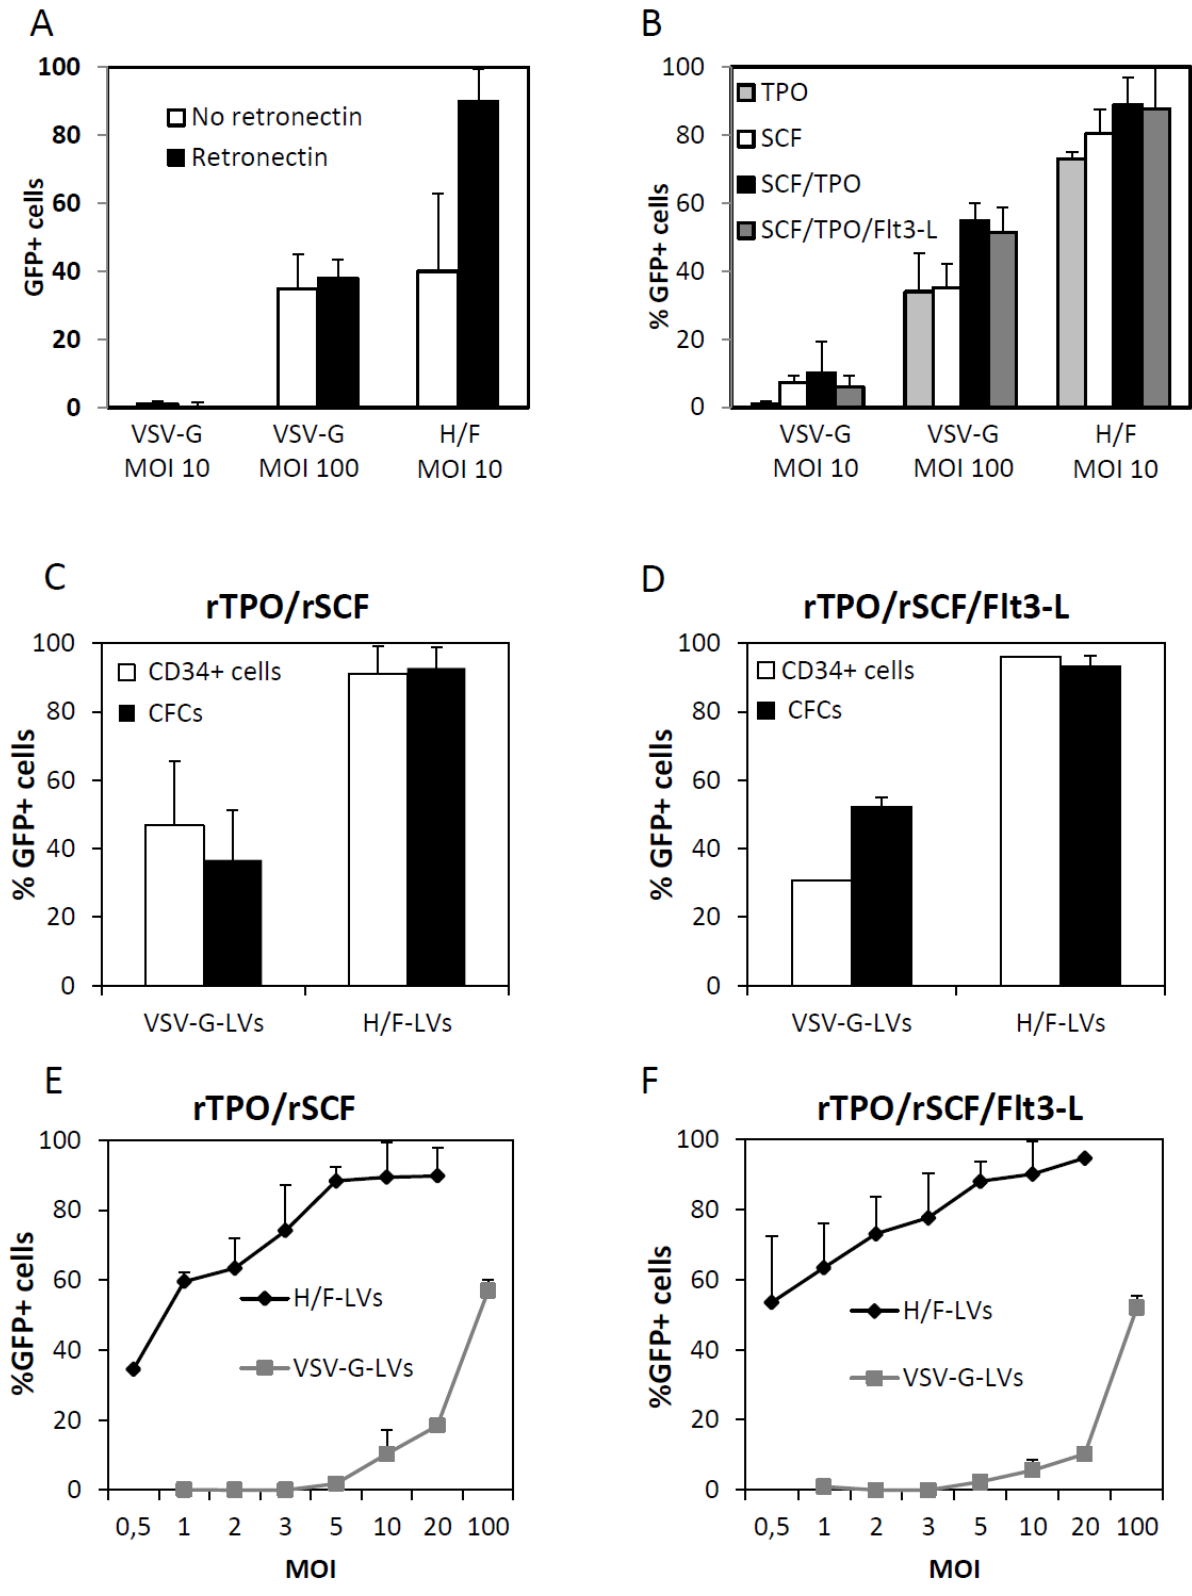 A
GFP+ cells
100
80
60
40
20
0
No retronectin
Retronectin
VSV-G
MOI 10
VSV-G
MOI 100
H/F
MOI 10
B
% GFP+ cells
100
80
60
40
20
0
TPO
SCF
SCF/TPO
SCF/TPO/Flt3-L
VSV-G
MOI 10
VSV-G
MOI 100
H/F
MOI 10
C
rTPO/rSCF
% GFP+ cells
100
80
60
40
20
0
CD34+ cells
CFCs
VSV-G-LVs
H/F-LVs
D
rTPO/rSCF/Flt3-L
% GFP+ cells
100
80
60
40
20
0
CD34+ cells
CFCs
VSV-G-LVs
H/F-LVs
E
rTPO/rSCF
%GFP+ cells
100
80
60
40
20
0
H/F-LVs
VSV-G-LVs
0,5 1 2 3 5 10 20 100
MOI
F
rTPO/rSCF/Flt3-L
%GFP+ cells
100
80
60
40
20
0
H/F-LVs
VSV-G-LVs
0,5 1 2 3 5 10 20 100
MOI